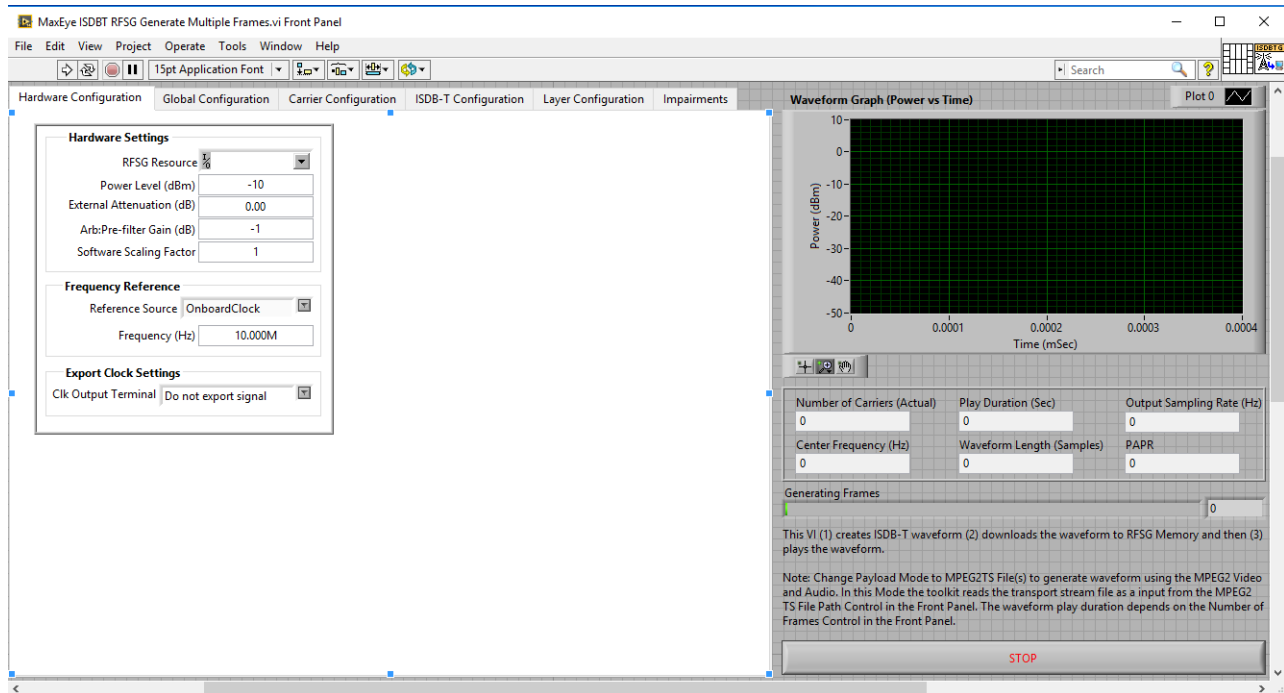 MaxEye ISDBT RFSG Generate Multiple Frames.vi Front Panel
File Edit View Project Operate Tools Window Help
15pt Application Font
Search
ISDBTG
Hardware Configuration Global Configuration Carrier Configuration ISDB-T Configuration Layer Configuration Impairments
Hardware Settings
RFSG Resource
Power Level (dBm) -10
External Attenuation (dB) 0.00
Arb:Pre-filter Gain (dB) -1
Software Scaling Factor 1
Frequency Reference
Reference Source OnboardClock
Frequency (Hz) 10.000M
Export Clock Settings
Clk Output Terminal Do not export signal
Waveform Graph (Power vs Time)
Plot 0
Power (dBm)
10
0
-10
-20
-30
-40
-50
0 0.0001 0.0002 0.0003 0.0004
Time (mSec)
Number of Carriers (Actual) Play Duration (Sec) Output Sampling Rate (Hz)
0 0 0
Center Frequency (Hz) Waveform Length (Samples) PAPR
0 0 0
Generating Frames
0
This VI (1) creates ISDB-T waveform (2) downloads the waveform to RFSG Memory and then (3)
plays the waveform.
Note: Change Payload Mode to MPEG2TS File(s) to generate waveform using the MPEG2 Video
and Audio. In this Mode the toolkit reads the transport stream file as a input from the MPEG2
TS File Path Control in the Front Panel. The waveform play duration depends on the Number of
Frames Control in the Front Panel.
STOP